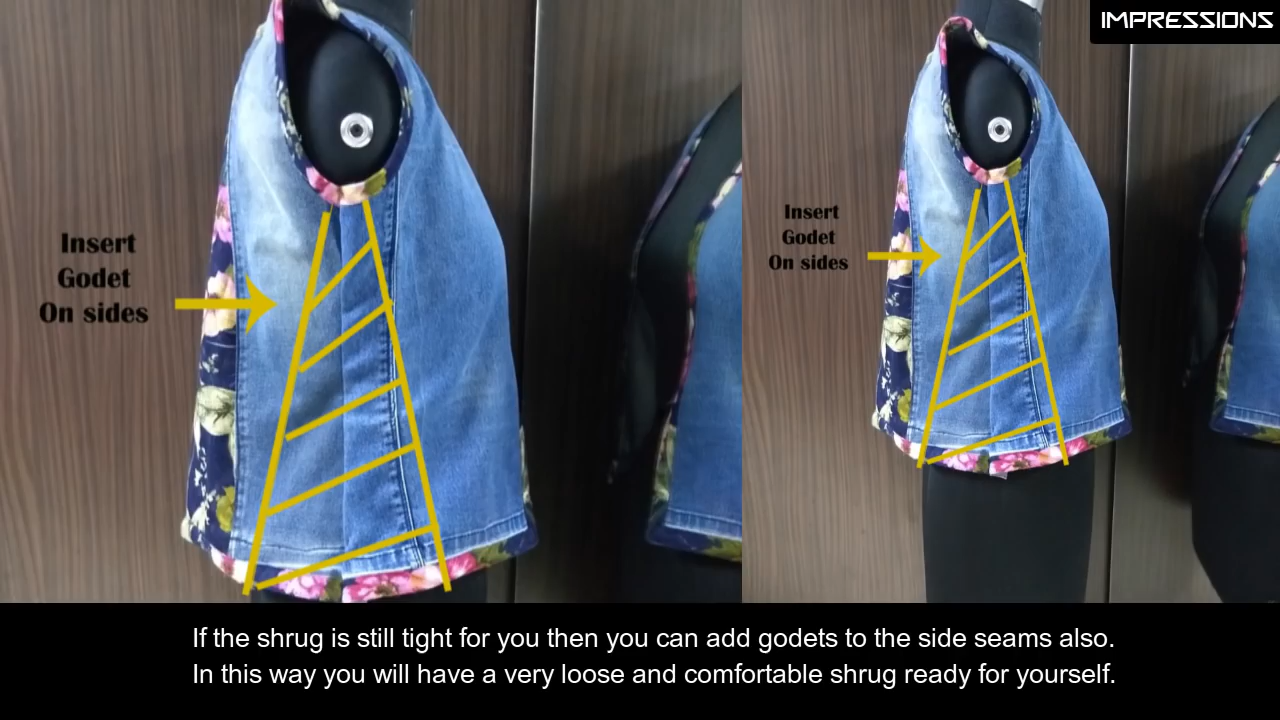 IMPRESSIONS
Insert
Godet
On sides
Insert
Godet
On sides
If the shrug is still tight for you then you can add godets to the side seams also.
In this way you will have a very loose and comfortable shrug ready for yourself.